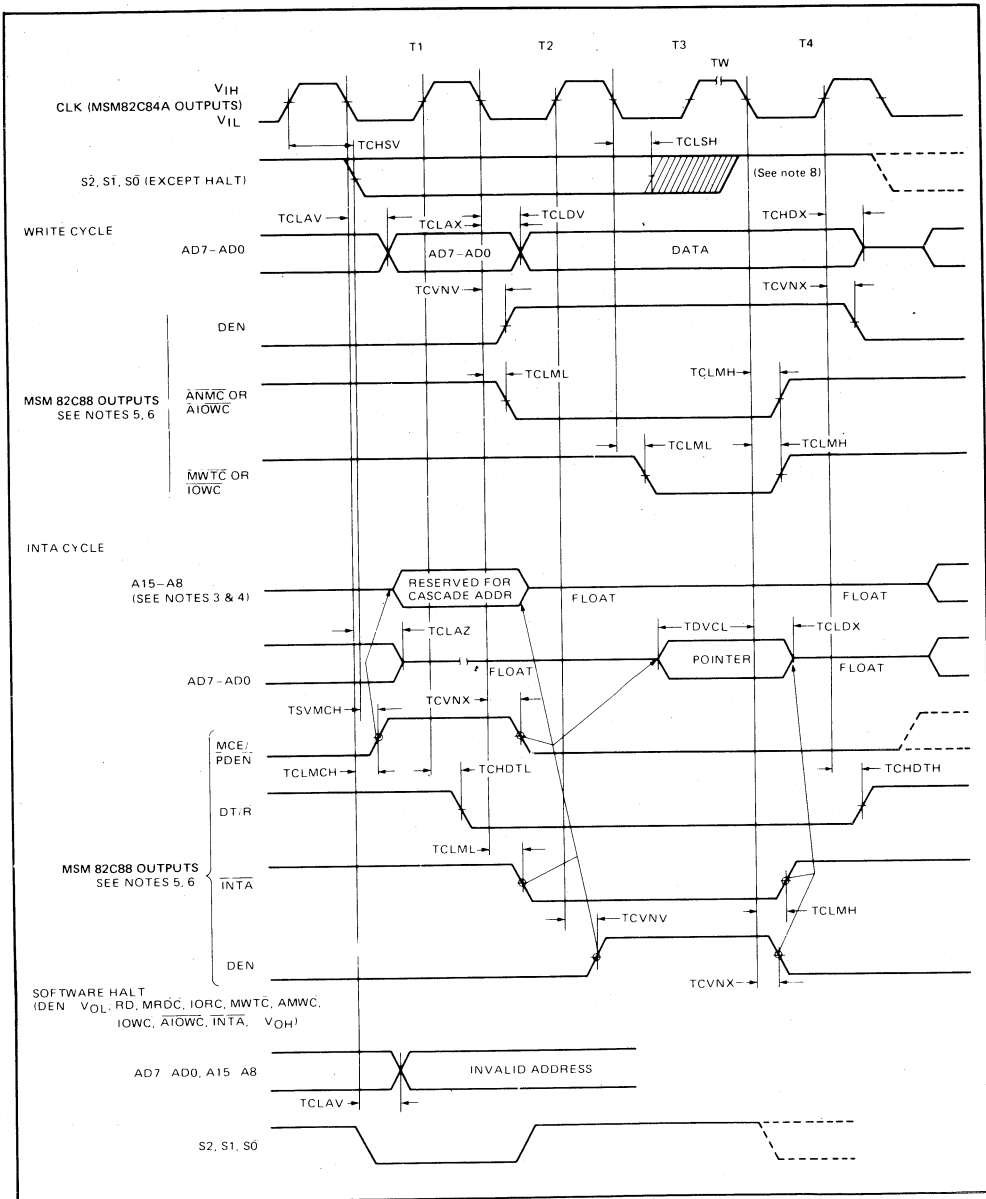 T1 T2 T3 T4
TW
VIH
CLK (MSM82C84A OUTPUTS)
VIL
TCHSV
TCLSH
S2, S1, S0 (EXCEPT HALT)
(See note 8)
TCLAV
TCLAX
TCLDV
TCHDX
WRITE CYCLE
AD7-AD0
AD7-AD0
DATA
TCVNV
TCVNX
DEN
TCLML
TCLMH
MSM 82C88 OUTPUTS
SEE NOTES 5, 6
ANMC OR
AIOWC
TCLML
TCLMH
MWTC OR
IOWC
INTA CYCLE
A15-A8
(SEE NOTES 3 & 4)
RESERVED FOR
CASCADE ADDR
FLOAT
FLOAT
TCLAZ
TDVCL
TCLDX
POINTER
AD7-AD0
FLOAT
FLOAT
TSVMCH
TCVNX
MCE/
PDEN
TCLMCH
TCHDTL
TCHDTH
DT/R
TCLML
MSM 82C88 OUTPUTS
SEE NOTES 5, 6
INTA
TCLMH
TCVNV
DEN
TCVNX
SOFTWARE HALT
(DEN VOL; RD, MRDC, IORC, MWTC, AMWC,
IOWC, AIOWC, INTA, VOH)
AD7 AD0, A15 A8
INVALID ADDRESS
TCLAV
S2, S1, S0